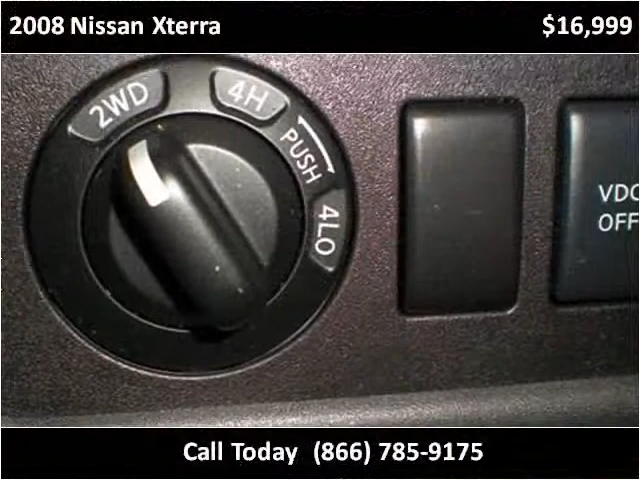 2008 Nissan Xterra $16,999
2WD
4H
PUSH
4LO
VDC
OFF
Call Today (866) 785-9175